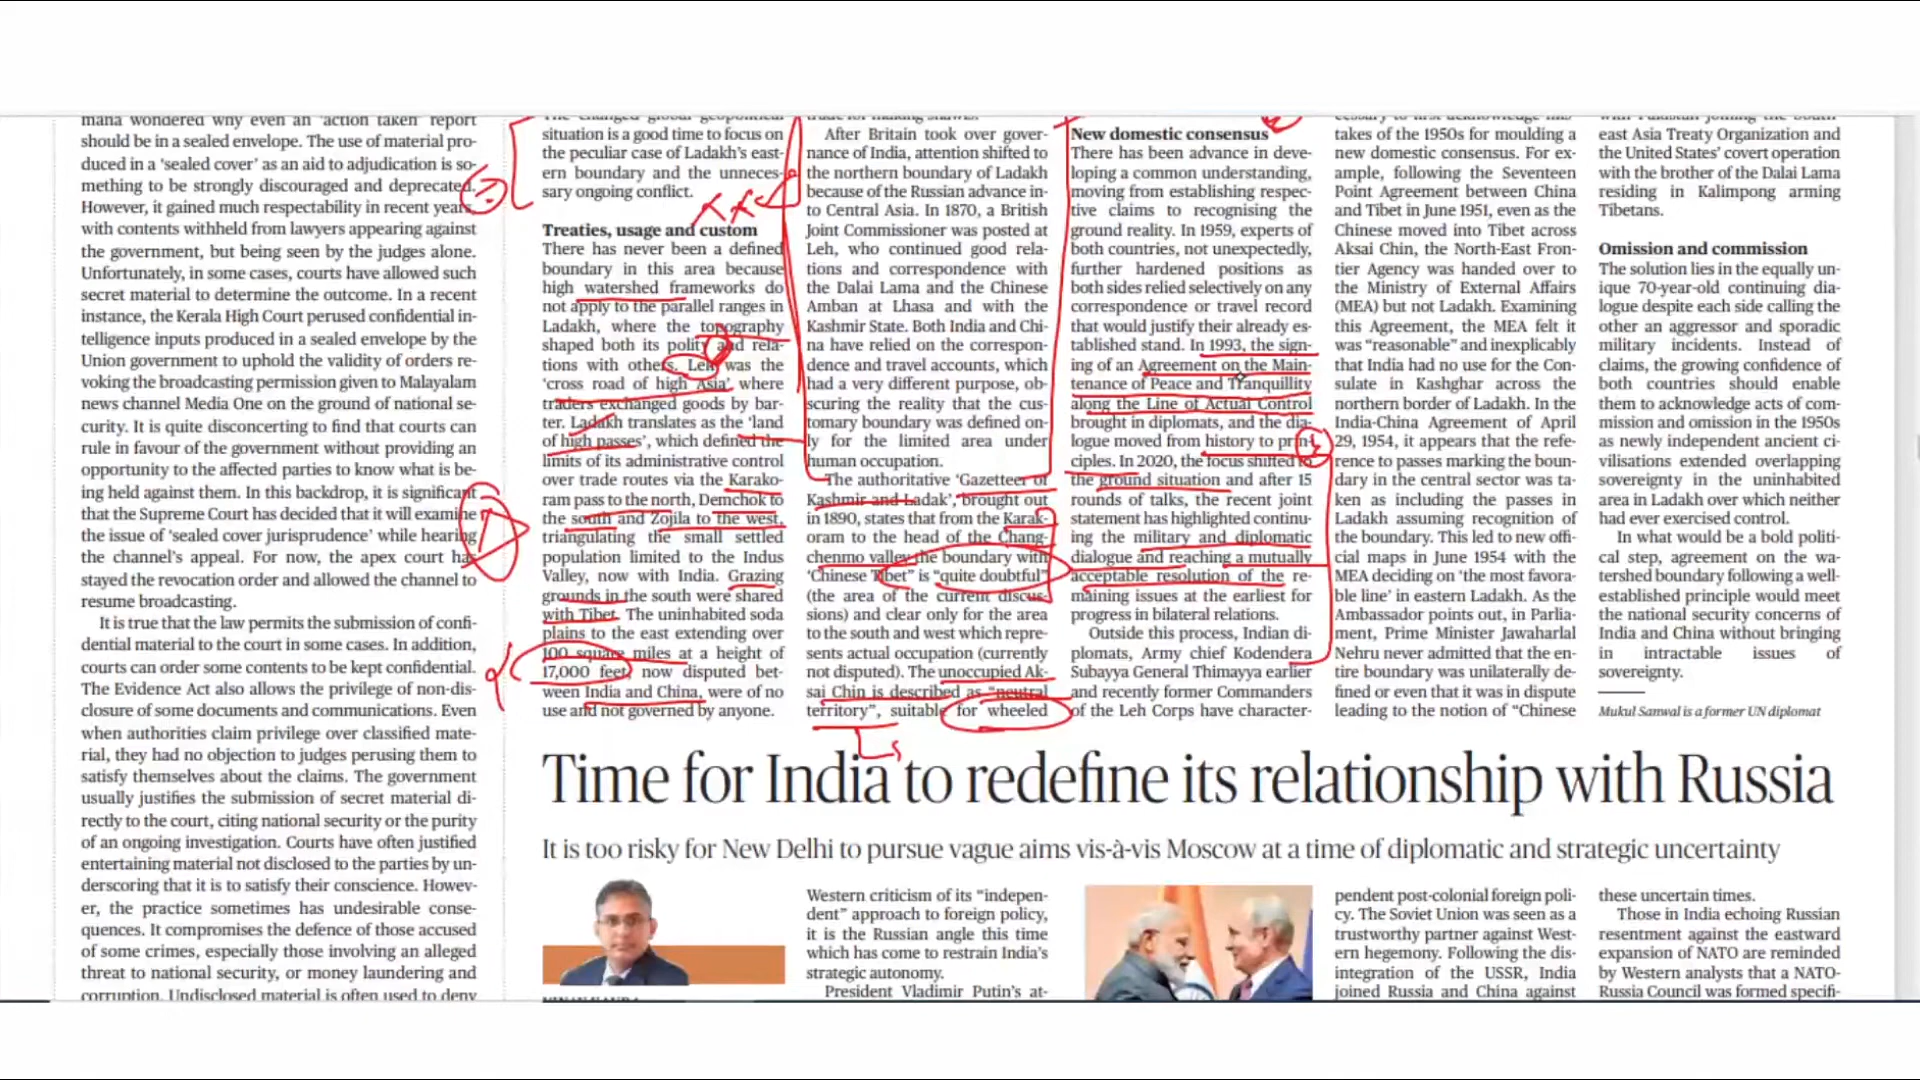 mana wondered why even an 'action taken' report
should be in a sealed envelope. The use of material pro-
duced in a 'sealed cover' as an aid to adjudication is so-
mething to be strongly discouraged and deprecated.
However, it gained much respectability in recent years,
with contents withheld from lawyers appearing against
the government, but being seen by the judges alone.
Unfortunately, in some cases, courts have allowed such
secret material to determine the outcome. In a recent
instance, the Kerala High Court perused confidential in-
telligence inputs produced in a sealed envelope by the
Union government to uphold the validity of orders re-
voking the broadcasting permission given to Malayalam
news channel Media One on the ground of national se-
curity. It is quite disconcerting to find that courts can
rule in favour of the government without providing an
opportunity to the affected parties to know what is be-
ing held against them. In this backdrop, it is significant
that the Supreme Court has decided that it will examine
the issue of 'sealed cover jurisprudence' while hearing
the channel's appeal. For now, the apex court has
stayed the revocation order and allowed the channel to
resume broadcasting.
It is true that the law permits the submission of confi-
dential material to the court in some cases. In addition,
courts can order some contents to be kept confidential.
The Evidence Act also allows the privilege of non-dis-
closure of some documents and communications. Even
when authorities claim privilege over classified mate-
rial, they had no objection to judges perusing them to
satisfy themselves about the claims. The government
usually justifies the submission of secret material di-
rectly to the court, citing national security or the purity
of an ongoing investigation. Courts have often justified
entertaining material not disclosed to the parties by un-
derscoring that it is to satisfy their conscience. Howev-
er, the practice sometimes has undesirable conse-
quences. It compromises the defence of those accused
of some crimes, especially those involving an alleged
threat to national security, or money laundering and
corruption. Undisclosed material is often used to deny
The changed global geopolitical
situation is a good time to focus on
the peculiar case of Ladakh's east-
ern boundary and the unneces-
sary ongoing conflict.
Treaties, usage and custom
There has never been a defined
boundary in this area because
high watershed frameworks do
not apply to the parallel ranges in
Ladakh, where the topography
shaped both its polity and rela-
tions with others. Leh was the
'cross road of high Asia', where
traders exchanged goods by bar-
ter. Ladakh translates as the 'land
of high passes', which defined the
limits of its administrative control
over trade routes via the Karako-
ram pass to the north, Demchok to
the south and Zojila to the west,
triangulating the small settled
population limited to the Indus
Valley, now with India. Grazing
grounds in the south were shared
with Tibet. The uninhabited soda
plains to the east extending over
100 square miles at a height of
17,000 feet, now disputed bet-
ween India and China, were of no
use and not governed by anyone.
After Britain took over gover-
nance of India, attention shifted to
the northern boundary of Ladakh
because of the Russian advance in-
to Central Asia. In 1870, a British
Joint Commissioner was posted at
Leh, who continued good rela-
tions and correspondence with
the Dalai Lama and the Chinese
Amban at Lhasa and with the
Kashmir State. Both India and Chi-
na have relied on the correspon-
dence and travel accounts, which
had a very different purpose, ob-
scuring the reality that the cus-
tomary boundary was defined on-
ly for the limited area under
human occupation.
The authoritative 'Gazetteer of
Kashmir and Ladak', brought out
in 1890, states that from the Karak-
oram to the head of the Chang-
chenmo valley the boundary with
'Chinese Tibet" is "quite doubtful"
(the area of the current discus-
sions) and clear only for the area
to the south and west which repre-
sents actual occupation (currently
not disputed). The unoccupied Ak-
sai Chin is described as "neutral
territory", suitable for wheeled
New domestic consensus
There has been advance in deve-
loping a common understanding,
moving from establishing respec-
tive claims to recognising the
ground reality. In 1959, experts of
both countries, not unexpectedly,
further hardened positions as
both sides relied selectively on any
correspondence or travel record
that would justify their already es-
tablished stand. In 1993, the sign-
ing of an Agreement on the Main-
tenance of Peace and Tranquillity
along the Line of Actual Control
brought in diplomats, and the dia-
logue moved from history to prin-
ciples. In 2020, the focus shifted to
the ground situation and after 15
rounds of talks, the recent joint
statement has highlighted continu-
ing the military and diplomatic
dialogue and reaching a mutually
acceptable resolution of the re-
maining issues at the earliest for
progress in bilateral relations.
Outside this process, Indian di-
plomats, Army chief Kodendera
Subayya General Thimayya earlier
and recently former Commanders
of the Leh Corps have character-
takes of the 1950s for moulding a
new domestic consensus. For ex-
ample, following the Seventeen
Point Agreement between China
and Tibet in June 1951, even as the
Chinese moved into Tibet across
Aksai Chin, the North-East Fron-
tier Agency was handed over to
the Ministry of External Affairs
(MEA) but not Ladakh. Examining
this Agreement, the MEA felt it
was "reasonable" and inexplicably
that India had no use for the Con-
sulate in Kashghar across the
northern border of Ladakh. In the
India-China Agreement of April
29, 1954, it appears that the refe-
rence to passes marking the boun-
dary in the central sector was ta-
ken as including the passes in
Ladakh assuming recognition of
the boundary. This led to new offi-
cial maps in June 1954 with the
MEA deciding on 'the most favora-
ble line' in eastern Ladakh. As the
Ambassador points out, in Parlia-
ment, Prime Minister Jawaharlal
Nehru never admitted that the en-
tire boundary was unilaterally de-
fined or even that it was in dispute
leading to the notion of "Chinese
east Asia Treaty Organization and
the United States' covert operation
with the brother of the Dalai Lama
residing in Kalimpong arming
Tibetans.
Omission and commission
The solution lies in the equally un-
ique 70-year-old continuing dia-
logue despite each side calling the
other an aggressor and sporadic
military incidents. Instead of
claims, the growing confidence of
both countries should enable
them to acknowledge acts of com-
mission and omission in the 1950s
as newly independent ancient ci-
vilisations extended overlapping
sovereignty in the uninhabited
area in Ladakh over which neither
had ever exercised control.
In what would be a bold politi-
cal step, agreement on the wa-
tershed boundary following a well-
established principle would meet
the national security concerns of
India and China without bringing
in intractable issues of
sovereignty.
Mukul Sanwal is a former UN diplomat
Time for India to redefine its relationship with Russia
It is too risky for New Delhi to pursue vague aims vis-à-vis Moscow at a time of diplomatic and strategic uncertainty
Western criticism of its "indepen-
dent" approach to foreign policy,
it is the Russian angle this time
which has come to restrain India's
strategic autonomy.
President Vladimir Putin's at-
pendent post-colonial foreign poli-
cy. The Soviet Union was seen as a
trustworthy partner against West-
ern hegemony. Following the dis-
integration of the USSR, India
joined Russia and China against
these uncertain times.
Those in India echoing Russian
resentment against the eastward
expansion of NATO are reminded
by Western analysts that a NATO-
Russia Council was formed specifi-